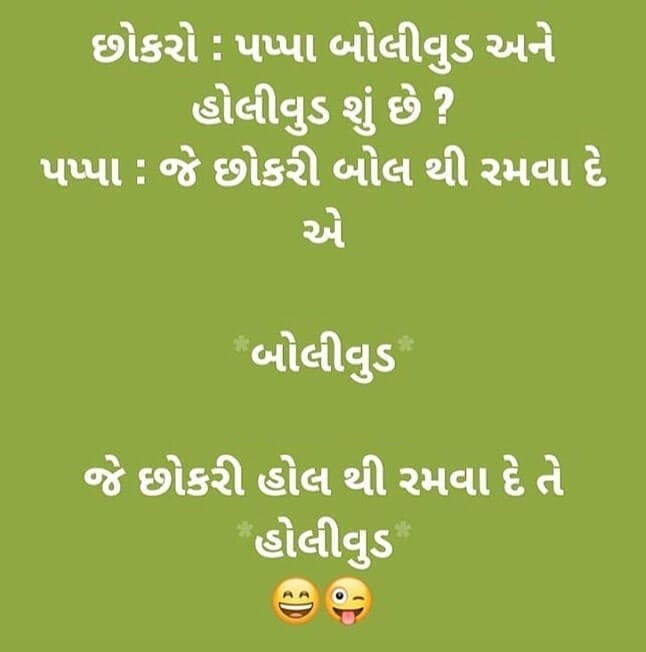 છોકરો : પપ્પા બોલીવુડ અને
હોલીવુડ શું છે ?
પપ્પા : જે છોકરી બોલ થી રમવા દે
એ
*બોલીવુડ*
જે છોકરી હોલ થી રમવા દે તે
*હોલીવુડ*
😄😜